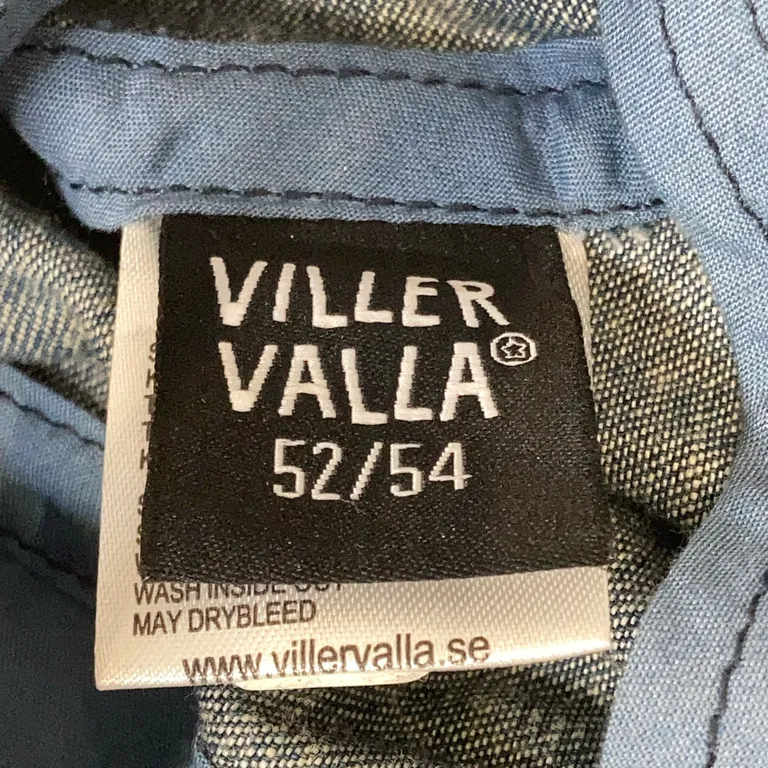 VILLER
VALLA
52/54
WASH INSIDE OUT
MAY DRYBLEED
www.villervalla.se